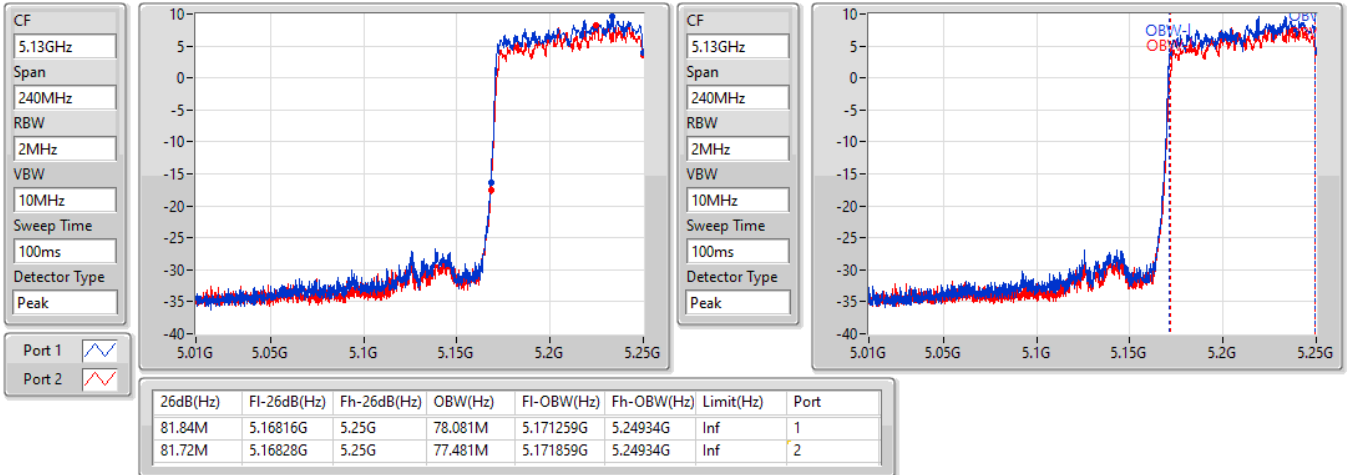 CF
5.13GHz
Span
240MHz
RBW
2MHz
VBW
10MHz
Sweep Time
100ms
Detector Type
Peak
Port 1
Port 2
10
5
0
-5
-10
-15
-20
-25
-30
-35
-40
5.01G 5.05G 5.1G 5.15G 5.2G 5.25G
CF
5.13GHz
Span
240MHz
RBW
2MHz
VBW
10MHz
Sweep Time
100ms
Detector Type
Peak
10
5
0
-5
-10
-15
-20
-25
-30
-35
-40
OBW-l
5.01G 5.05G 5.1G 5.15G 5.2G 5.25G
26dB(Hz) Fl-26dB(Hz) Fh-26dB(Hz) OBW(Hz) Fl-OBW(Hz) Fh-OBW(Hz) Limit(Hz) Port
81.84M 5.16816G 5.25G 78.081M 5.171259G 5.24934G Inf 1
81.72M 5.16828G 5.25G 77.481M 5.171859G 5.24934G Inf 2